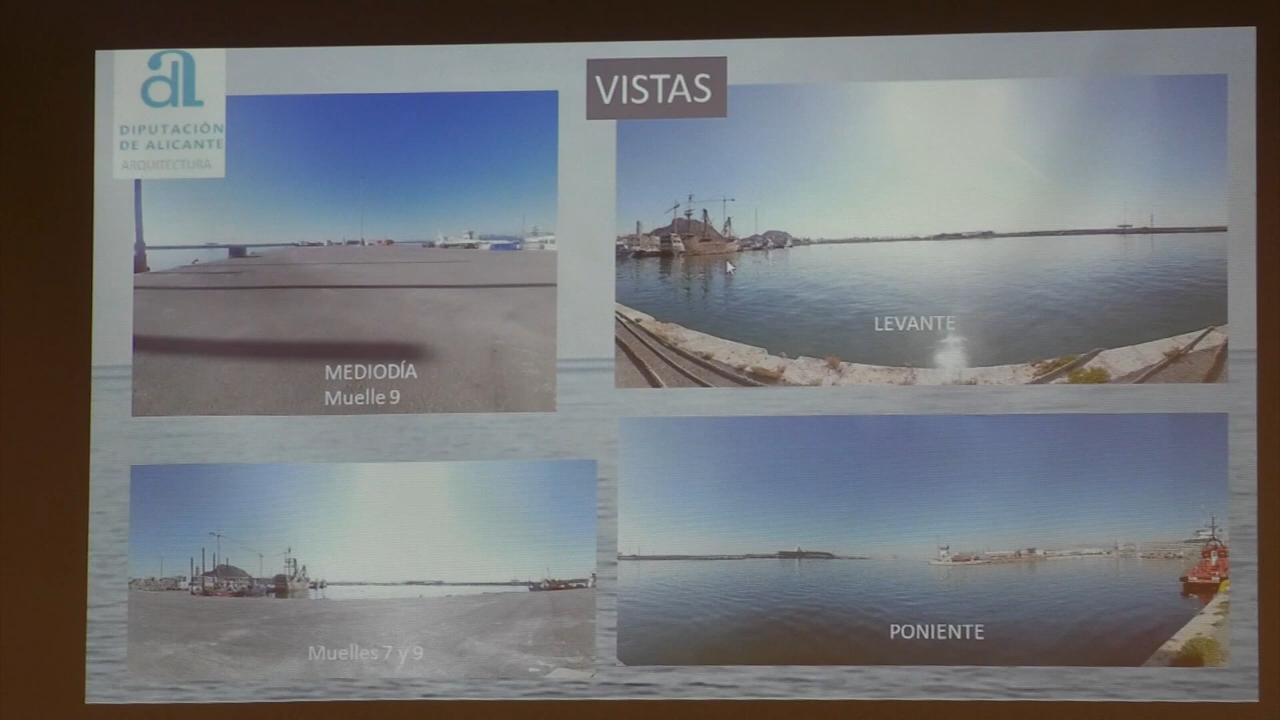 DIPUTACIÓN
DE ALICANTE
ARQUITECTURA
VISTAS
MEDIODÍA
Muelle 9
LEVANTE
Muelles 7 y 9
PONIENTE